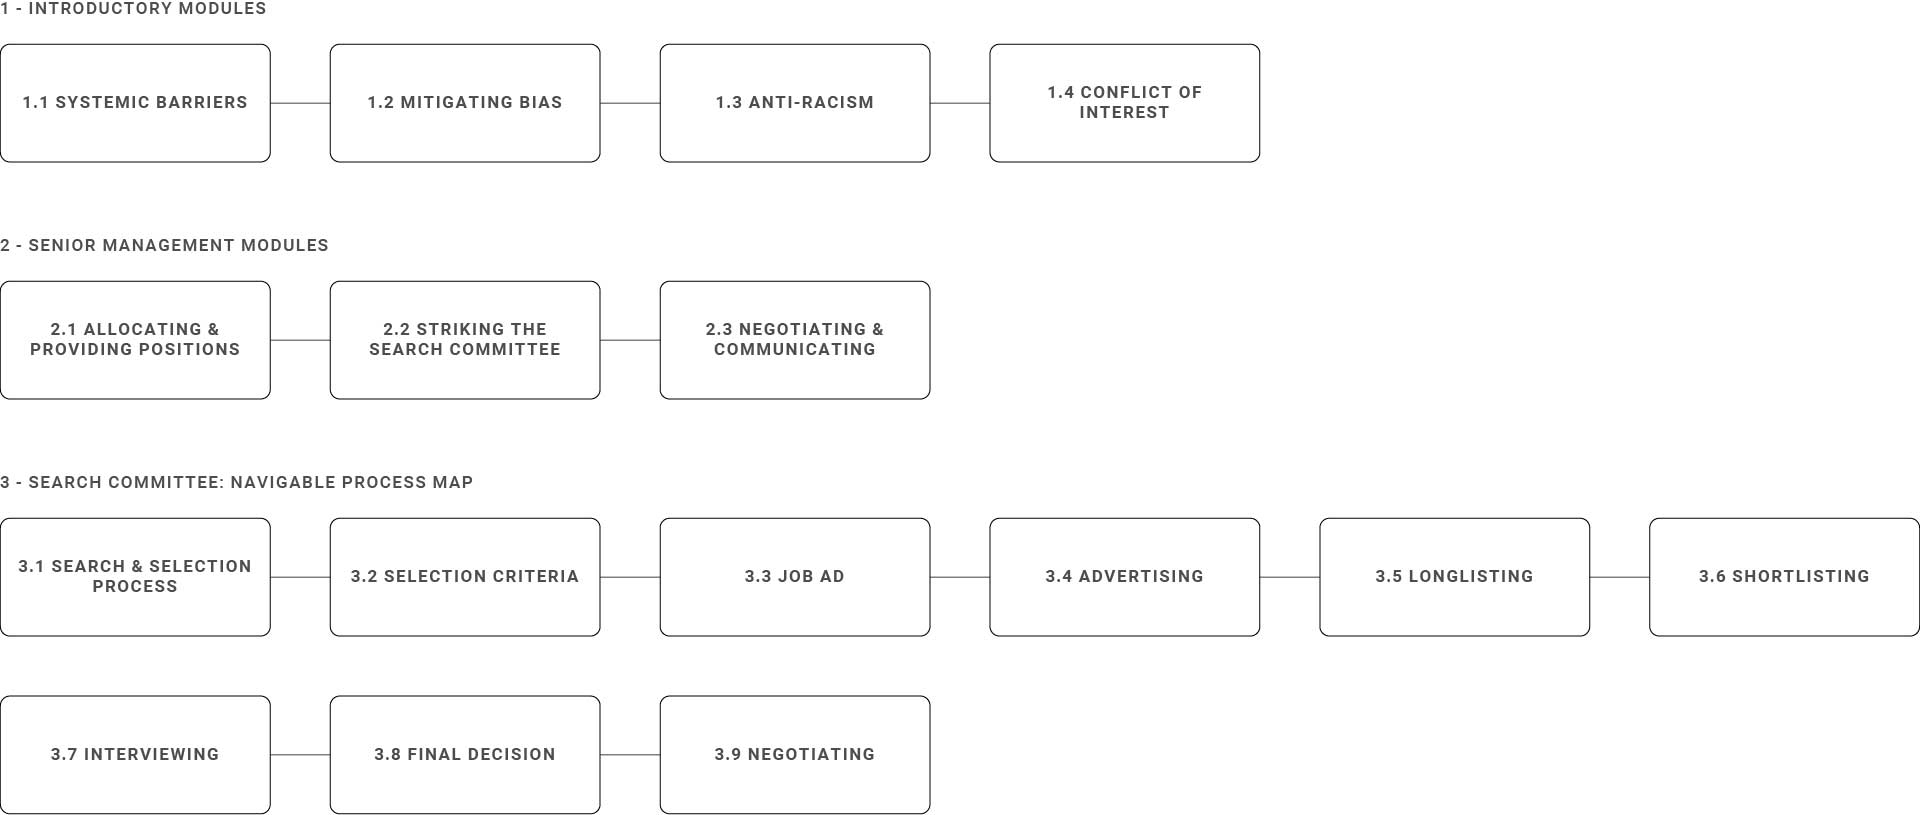 1 - INTRODUCTORY MODULES
1.1 SYSTEMIC BARRIERS
1.2 MITIGATING BIAS
1.3 ANTI-RACISM
1.4 CONFLICT OF
INTEREST
2 - SENIOR MANAGEMENT MODULES
2.1 ALLOCATING &
PROVIDING POSITIONS
2.2 STRIKING THE
SEARCH COMMITTEE
2.3 NEGOTIATING &
COMMUNICATING
3 - SEARCH COMMITTEE: NAVIGABLE PROCESS MAP
3.1 SEARCH & SELECTION
PROCESS
3.2 SELECTION CRITERIA
3.3 JOB AD
3.4 ADVERTISING
3.5 LONGLISTING
3.6 SHORTLISTING
3.7 INTERVIEWING
3.8 FINAL DECISION
3.9 NEGOTIATING